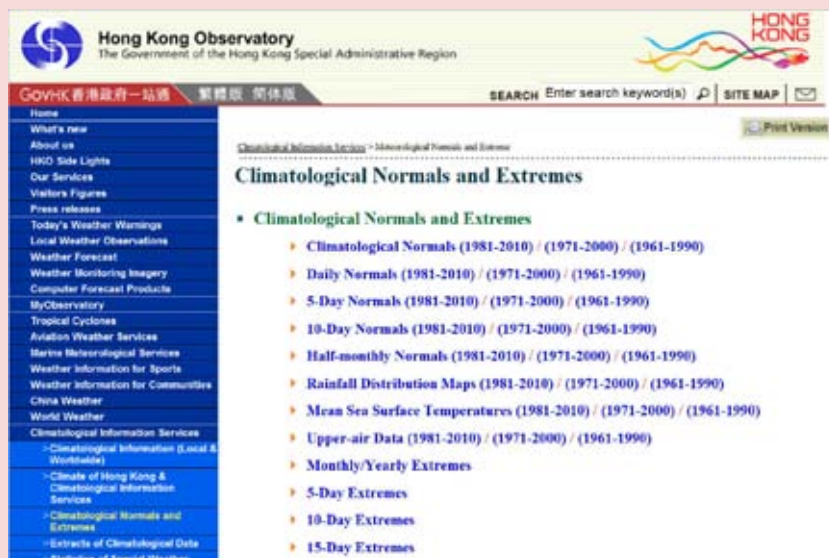 Hong Kong Observatory
The Government of the Hong Kong Special Administrative Region
HONG
KONG
GovHK 香港政府一站通 繁體版 简体版
SEARCH Enter search keyword(s) SITE MAP
Home
What's new
About us
HKO Side Lights
Our Services
Visitors Figures
Press releases
Today's Weather Warnings
Local Weather Observations
Weather Forecast
Weather Monitoring Imagery
Computer Forecast Products
MyObservatory
Tropical Cyclones
Aviation Weather Services
Marine Meteorological Services
Weather Information for Sports
Weather Information for Communities
China Weather
World Weather
Climatological Information Services
>Climatological Information (Local &
Worldwide)
>Climate of Hong Kong &
Climatological Information
Services
>Climatological Normals and
Extremes
>Extracts of Climatological Data
>Statistics of Special Weather
Print Version
Climatological Information Services > Meteorological Normals and Extreme
Climatological Normals and Extremes
Climatological Normals and Extremes
Climatological Normals (1981-2010) / (1971-2000) / (1961-1990)
Daily Normals (1981-2010) / (1971-2000) / (1961-1990)
5-Day Normals (1981-2010) / (1971-2000) / (1961-1990)
10-Day Normals (1981-2010) / (1971-2000) / (1961-1990)
Half-monthly Normals (1981-2010) / (1971-2000) / (1961-1990)
Rainfall Distribution Maps (1981-2010) / (1971-2000) / (1961-1990)
Mean Sea Surface Temperatures (1981-2010) / (1971-2000) / (1961-1990)
Upper-air Data (1981-2010) / (1971-2000) / (1961-1990)
Monthly/Yearly Extremes
5-Day Extremes
10-Day Extremes
15-Day Extremes